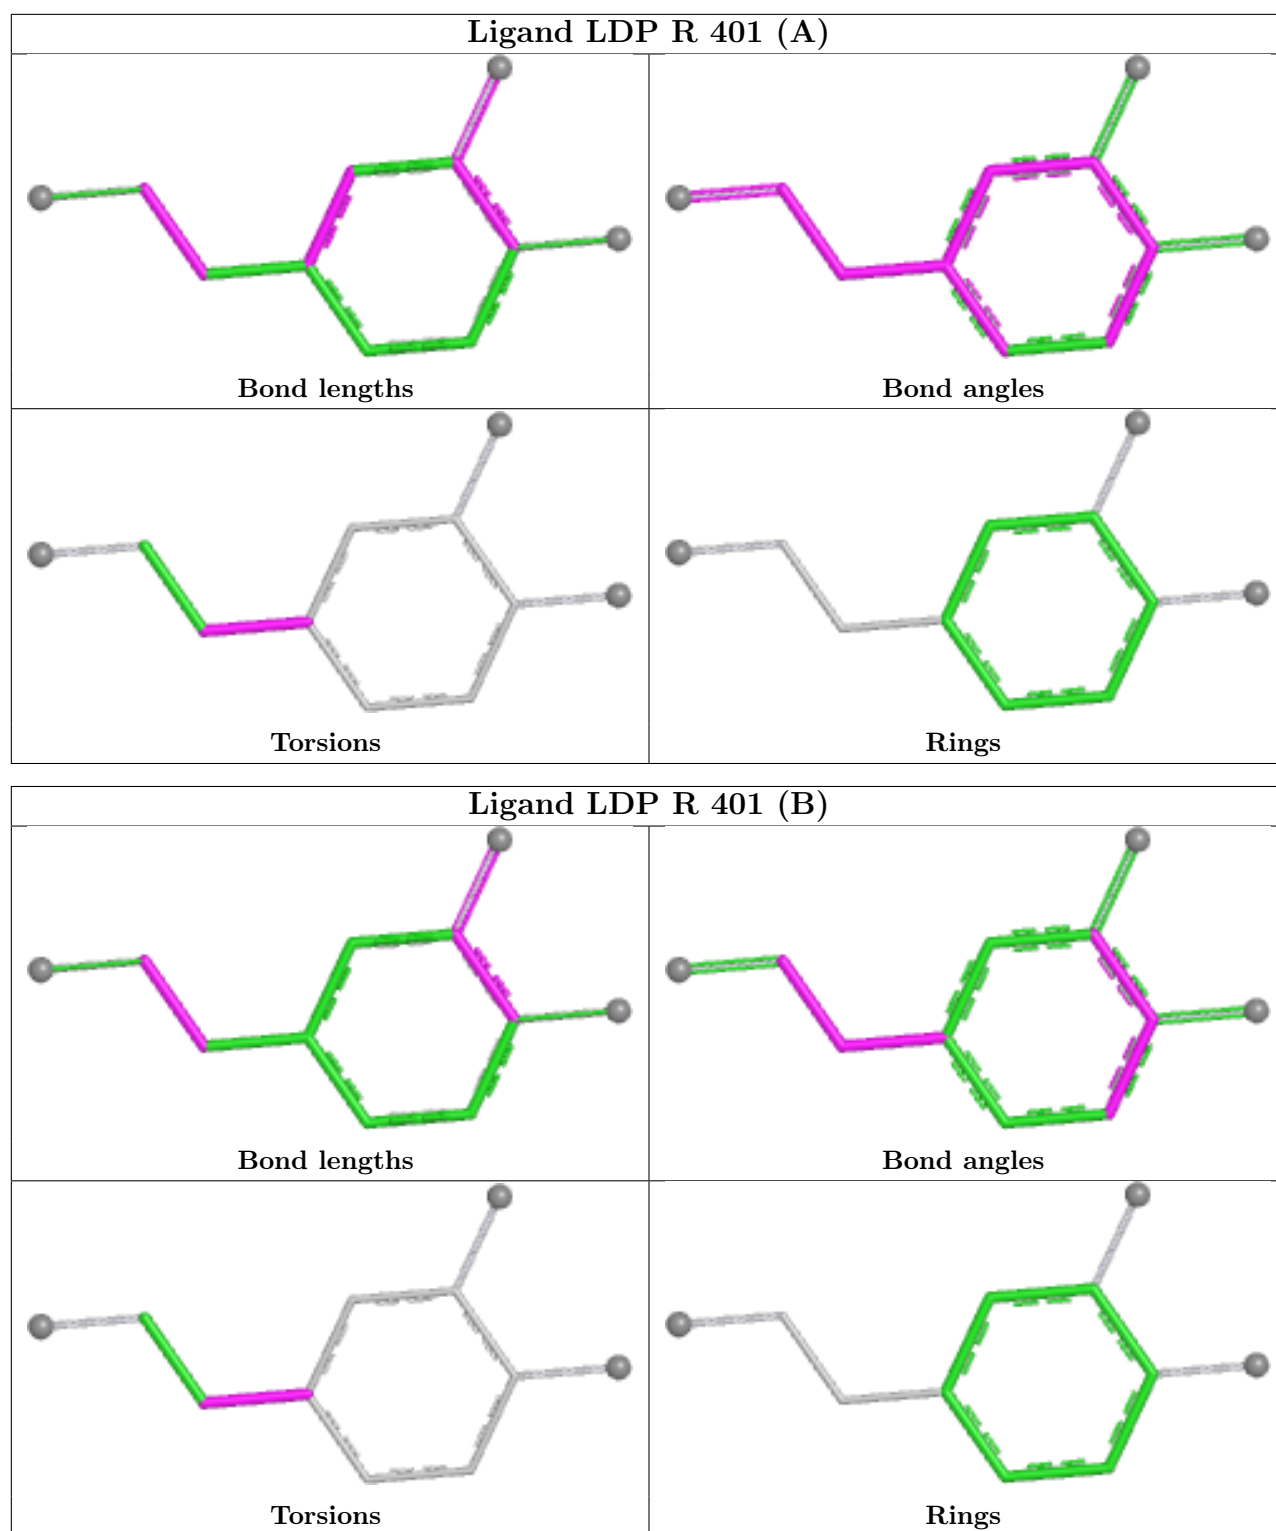 Ligand LDP R 401 (A)
Bond lengths
Bond angles
Torsions
Rings
Ligand LDP R 401 (B)
Bond lengths
Bond angles
Torsions
Rings